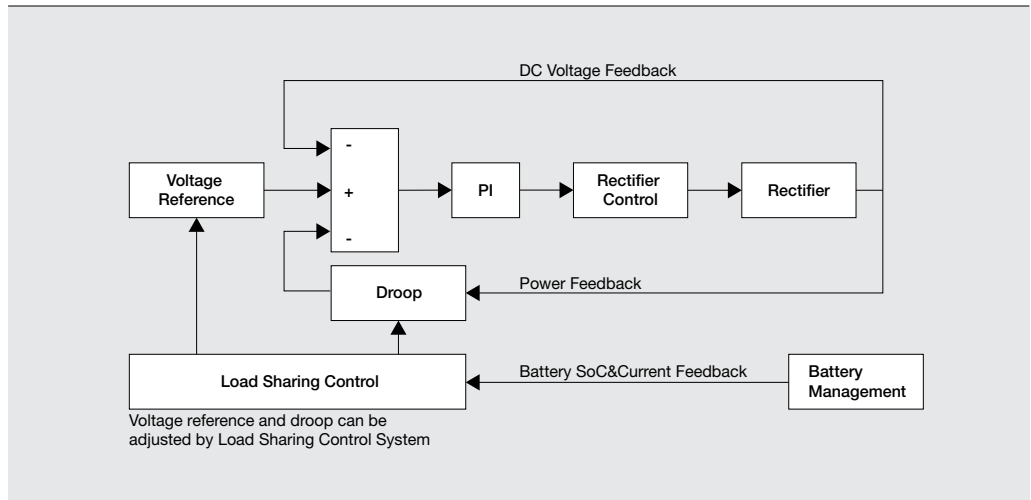 DC Voltage Feedback
-
Voltage
Reference
+
PI
Rectifier
Control
Rectifier
-
Droop
Power Feedback
Load Sharing Control
Battery SoC&Current Feedback
Battery
Management
Voltage reference and droop can be
adjusted by Load Sharing Control System